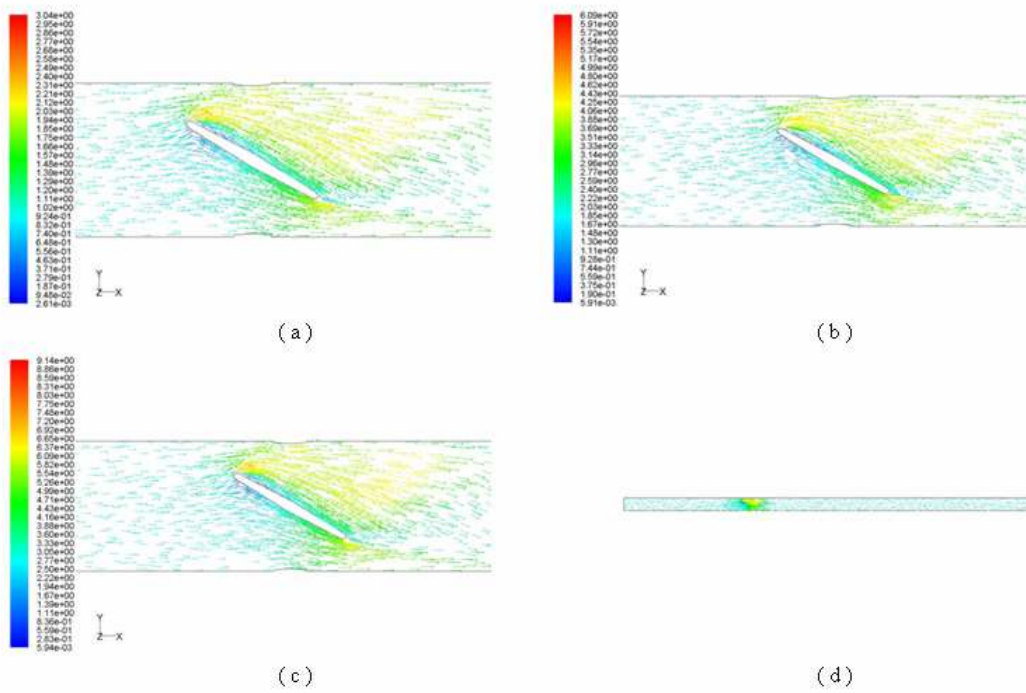 3.04e+00
2.95e+00
2.86e+00
2.77e+00
2.68e+00
2.58e+00
2.49e+00
2.40e+00
2.31e+00
2.21e+00
2.12e+00
2.03e+00
1.94e+00
1.85e+00
1.75e+00
1.66e+00
1.57e+00
1.48e+00
1.39e+00
1.29e+00
1.20e+00
1.11e+00
1.02e+00
9.24e-01
8.32e-01
7.40e-01
6.48e-01
5.56e-01
4.63e-01
3.71e-01
2.79e-01
1.87e-01
9.48e-02
2.61e-03
Y
Z X
( a )
6.09e+00
5.91e+00
5.72e+00
5.54e+00
5.35e+00
5.17e+00
4.99e+00
4.80e+00
4.62e+00
4.43e+00
4.25e+00
4.06e+00
3.88e+00
3.69e+00
3.51e+00
3.33e+00
3.14e+00
2.96e+00
2.77e+00
2.59e+00
2.40e+00
2.22e+00
2.03e+00
1.85e+00
1.67e+00
1.48e+00
1.30e+00
1.11e+00
9.28e-01
7.44e-01
5.59e-01
3.75e-01
1.90e-01
5.91e-03
Y
Z X
( b )
9.14e+00
8.86e+00
8.59e+00
8.31e+00
8.03e+00
7.75e+00
7.48e+00
7.20e+00
6.92e+00
6.65e+00
6.37e+00
6.09e+00
5.82e+00
5.54e+00
5.26e+00
4.99e+00
4.71e+00
4.43e+00
4.16e+00
3.88e+00
3.60e+00
3.33e+00
3.05e+00
2.77e+00
2.50e+00
2.22e+00
1.94e+00
1.67e+00
1.39e+00
1.11e+00
8.36e-01
5.59e-01
2.83e-01
5.94e-03
Y
Z X
( c )
( d )